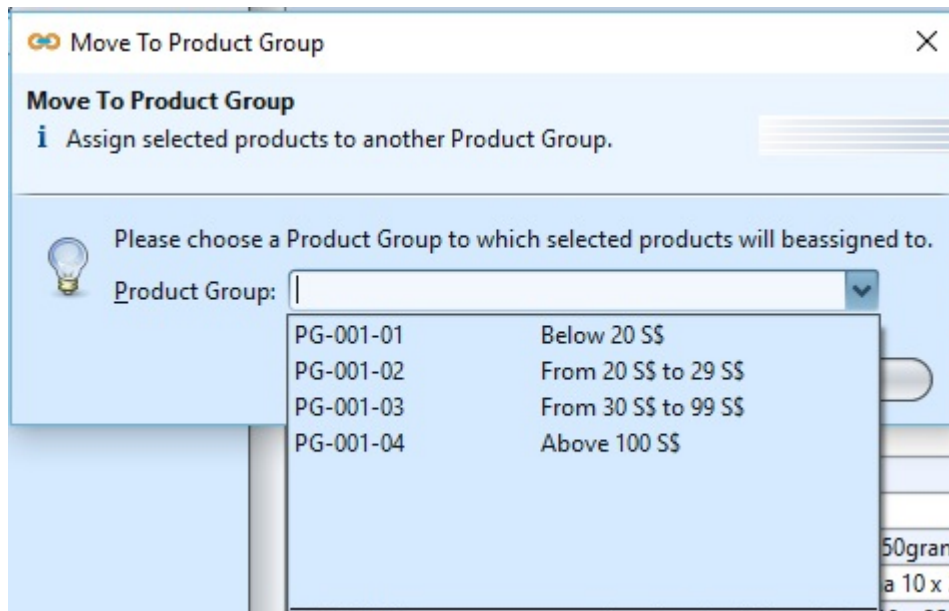 Move To Product Group
Move To Product Group
i Assign selected products to another Product Group.
Please choose a Product Group to which selected products will beassigned to.
Product Group:
PG-001-01 Below 20 S$
PG-001-02 From 20 S$ to 29 S$
PG-001-03 From 30 S$ to 99 S$
PG-001-04 Above 100 S$
a 10 x